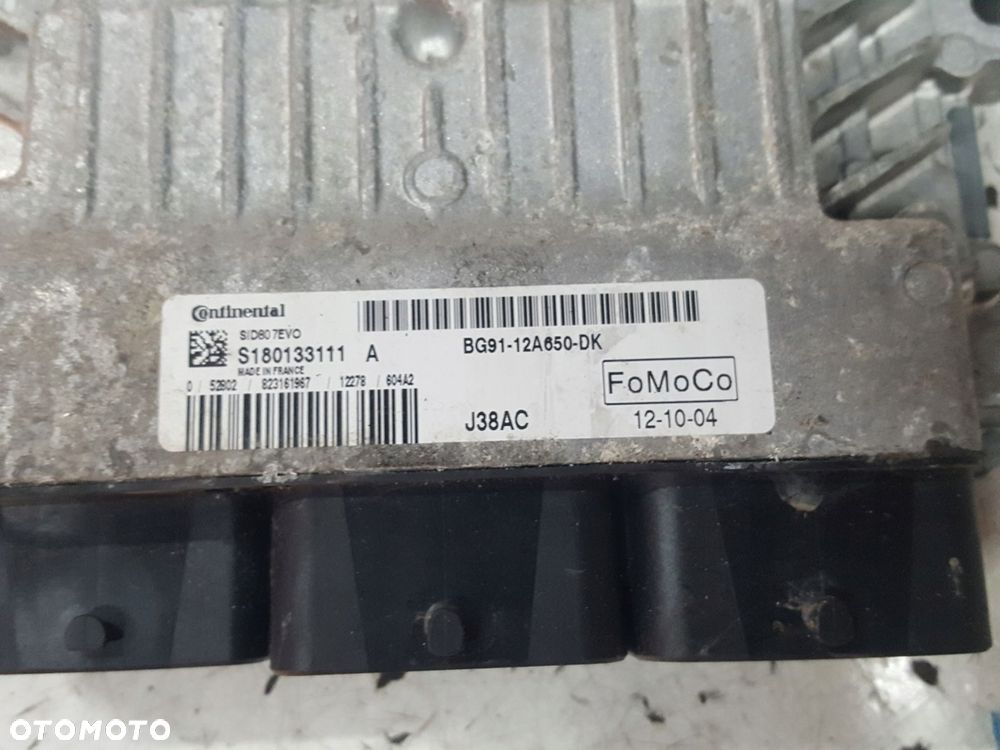 Continental
SID807EVO
S180133111 A
MADE IN FRANCE
0 / 52802 / 823161967 / 12278 / 604A2
BG91-12A650-DK
FoMoCo
J38AC
12-10-04
OTOMOTO